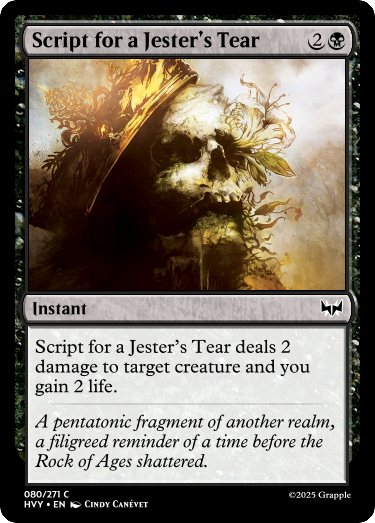 Script for a Jester's Tear 2
Instant
Script for a Jester's Tear deals 2
damage to target creature and you
gain 2 life.
A pentatonic fragment of another realm,
a filigreed reminder of a time before the
Rock of Ages shattered.
080/271 C
HVY • EN Cindy Canévet
©2025 Grapple